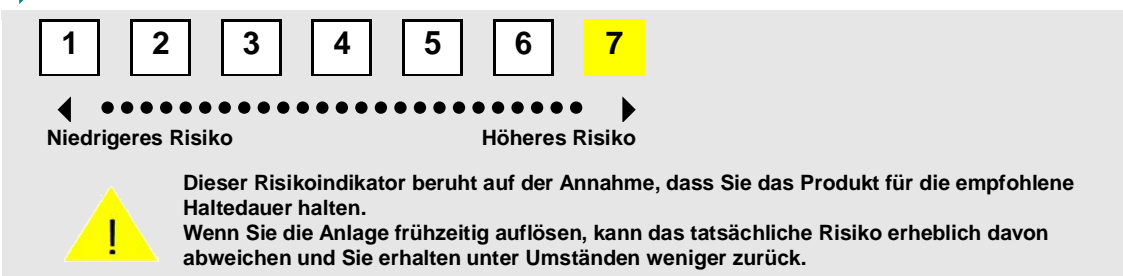 1 2 3 4 5 6 7
Niedrigeres Risiko Höheres Risiko
Dieser Risikoindikator beruht auf der Annahme, dass Sie das Produkt für die empfohlene
Haltedauer halten.
! Wenn Sie die Anlage frühzeitig auflösen, kann das tatsächliche Risiko erheblich davon
abweichen und Sie erhalten unter Umständen weniger zurück.